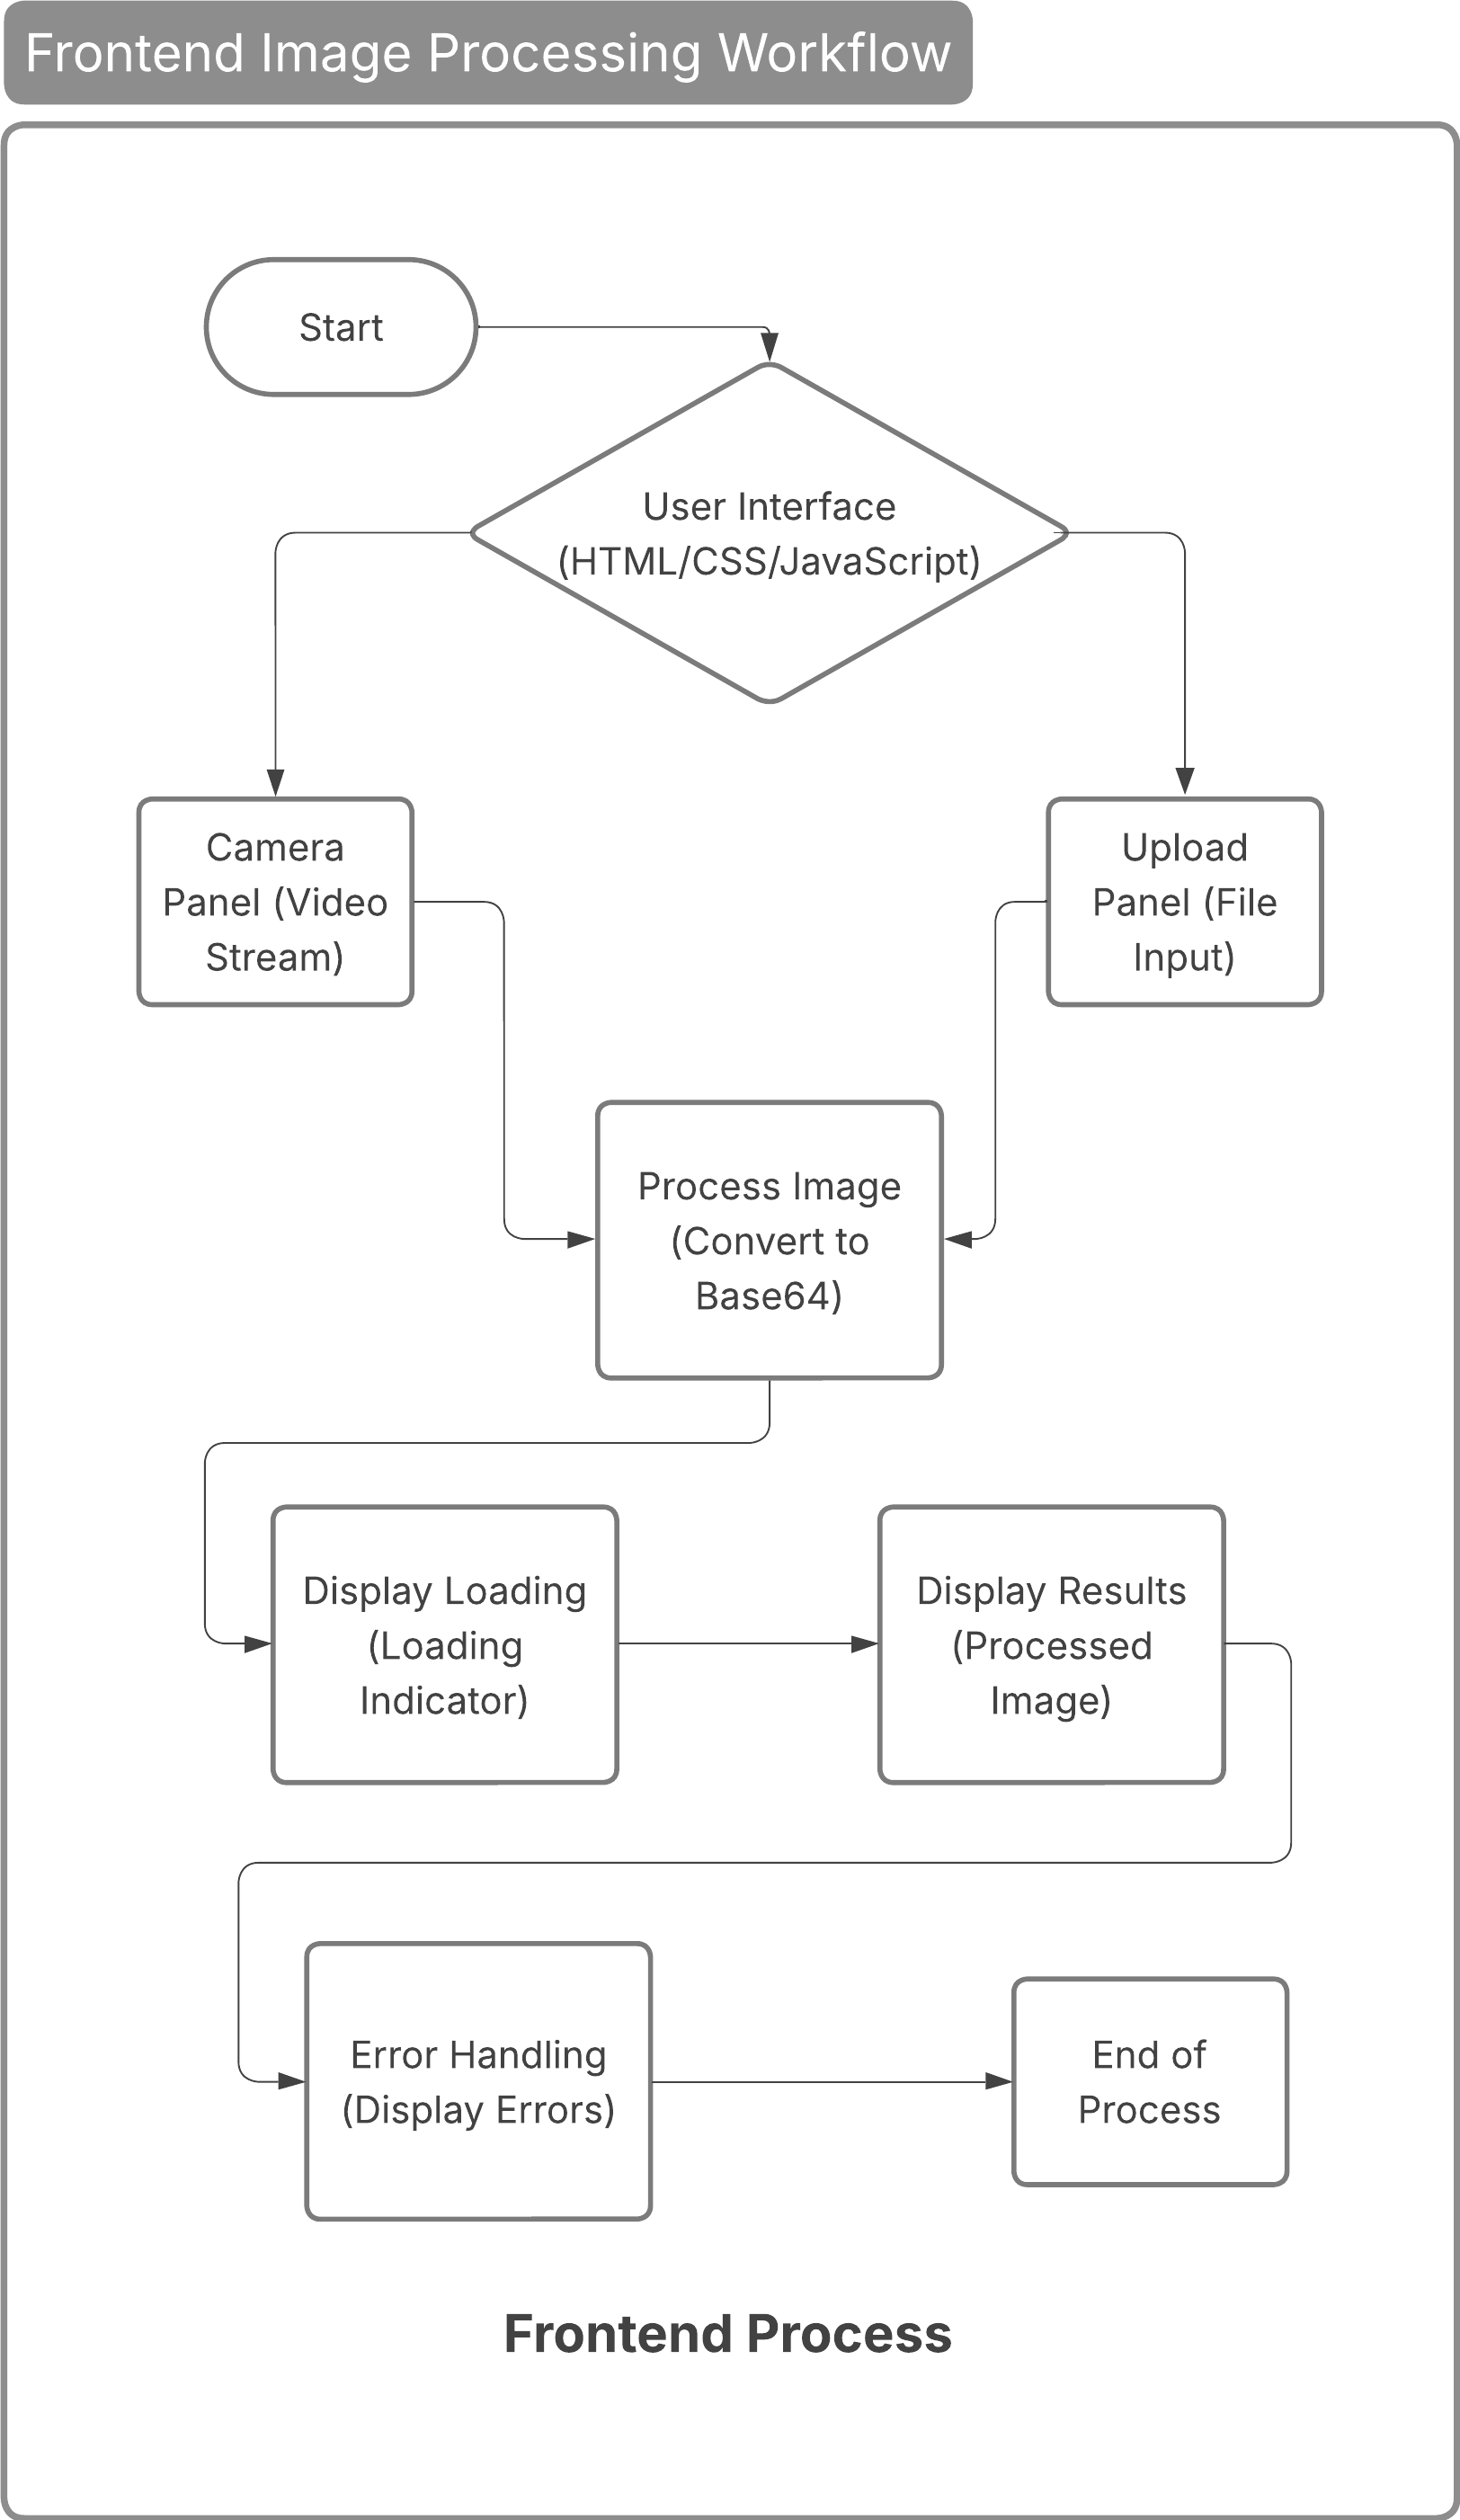 Frontend Image Processing Workflow
Start
User Interface
(HTML/CSS/JavaScript)
Camera
Panel (Video
Stream)
Upload
Panel (File
Input)
Process Image
(Convert to
Base64)
Display Loading
(Loading
Indicator)
Display Results
(Processed
Image)
Error Handling
(Display Errors)
End of
Process
Frontend Process